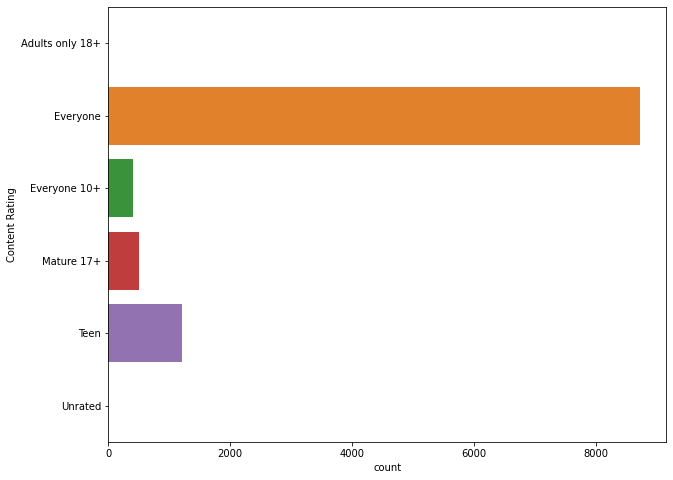 Content Rating
Adults only 18+
Everyone
Everyone 10+
Mature 17+
Teen
Unrated
0 2000 4000 6000 8000
count